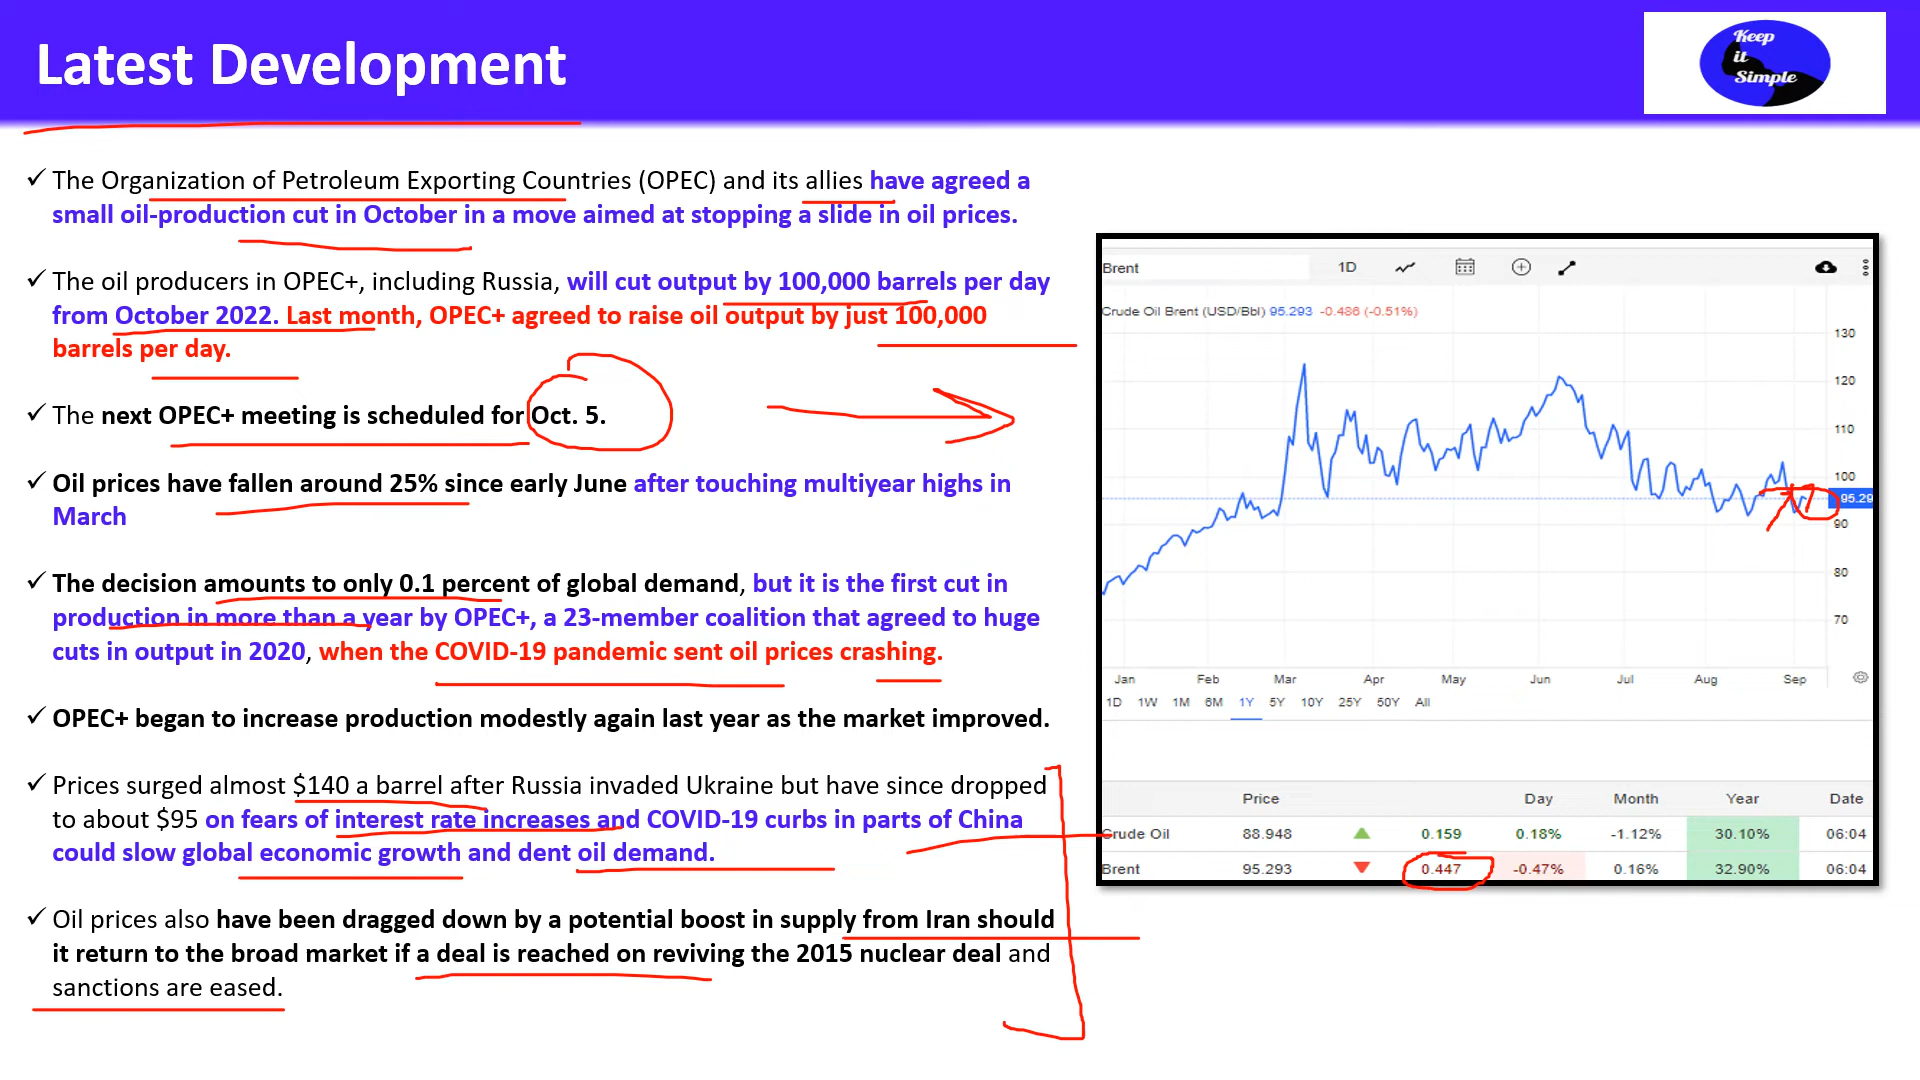 Latest Development
Keep
it
Simple
✓ The Organization of Petroleum Exporting Countries (OPEC) and its allies have agreed a
small oil-production cut in October in a move aimed at stopping a slide in oil prices.
✓ The oil producers in OPEC+, including Russia, will cut output by 100,000 barrels per day
from October 2022. Last month, OPEC+ agreed to raise oil output by just 100,000
barrels per day.
✓ The next OPEC+ meeting is scheduled for Oct. 5.
✓ Oil prices have fallen around 25% since early June after touching multiyear highs in
March
✓ The decision amounts to only 0.1 percent of global demand, but it is the first cut in
production in more than a year by OPEC+, a 23-member coalition that agreed to huge
cuts in output in 2020, when the COVID-19 pandemic sent oil prices crashing.
✓ OPEC+ began to increase production modestly again last year as the market improved.
✓ Prices surged almost $140 a barrel after Russia invaded Ukraine but have since dropped
to about $95 on fears of interest rate increases and COVID-19 curbs in parts of China
could slow global economic growth and dent oil demand.
✓ Oil prices also have been dragged down by a potential boost in supply from Iran should
it return to the broad market if a deal is reached on reviving the 2015 nuclear deal and
sanctions are eased.
Brent 1D
Crude Oil Brent (USD/Bbl) 95.293 -0.486 (-0.51%)
130
120
110
100
95.29
90
80
70
Jan Feb Mar Apr May Jun Jul Aug Sep
1D 1W 1M 6M 1Y 5Y 10Y 25Y 50Y All
Price Day Month Year Date
Crude Oil 88.948 0.159 0.18% -1.12% 30.10% 06:04
Brent 95.293 0.447 -0.47% 0.16% 32.90% 06:04